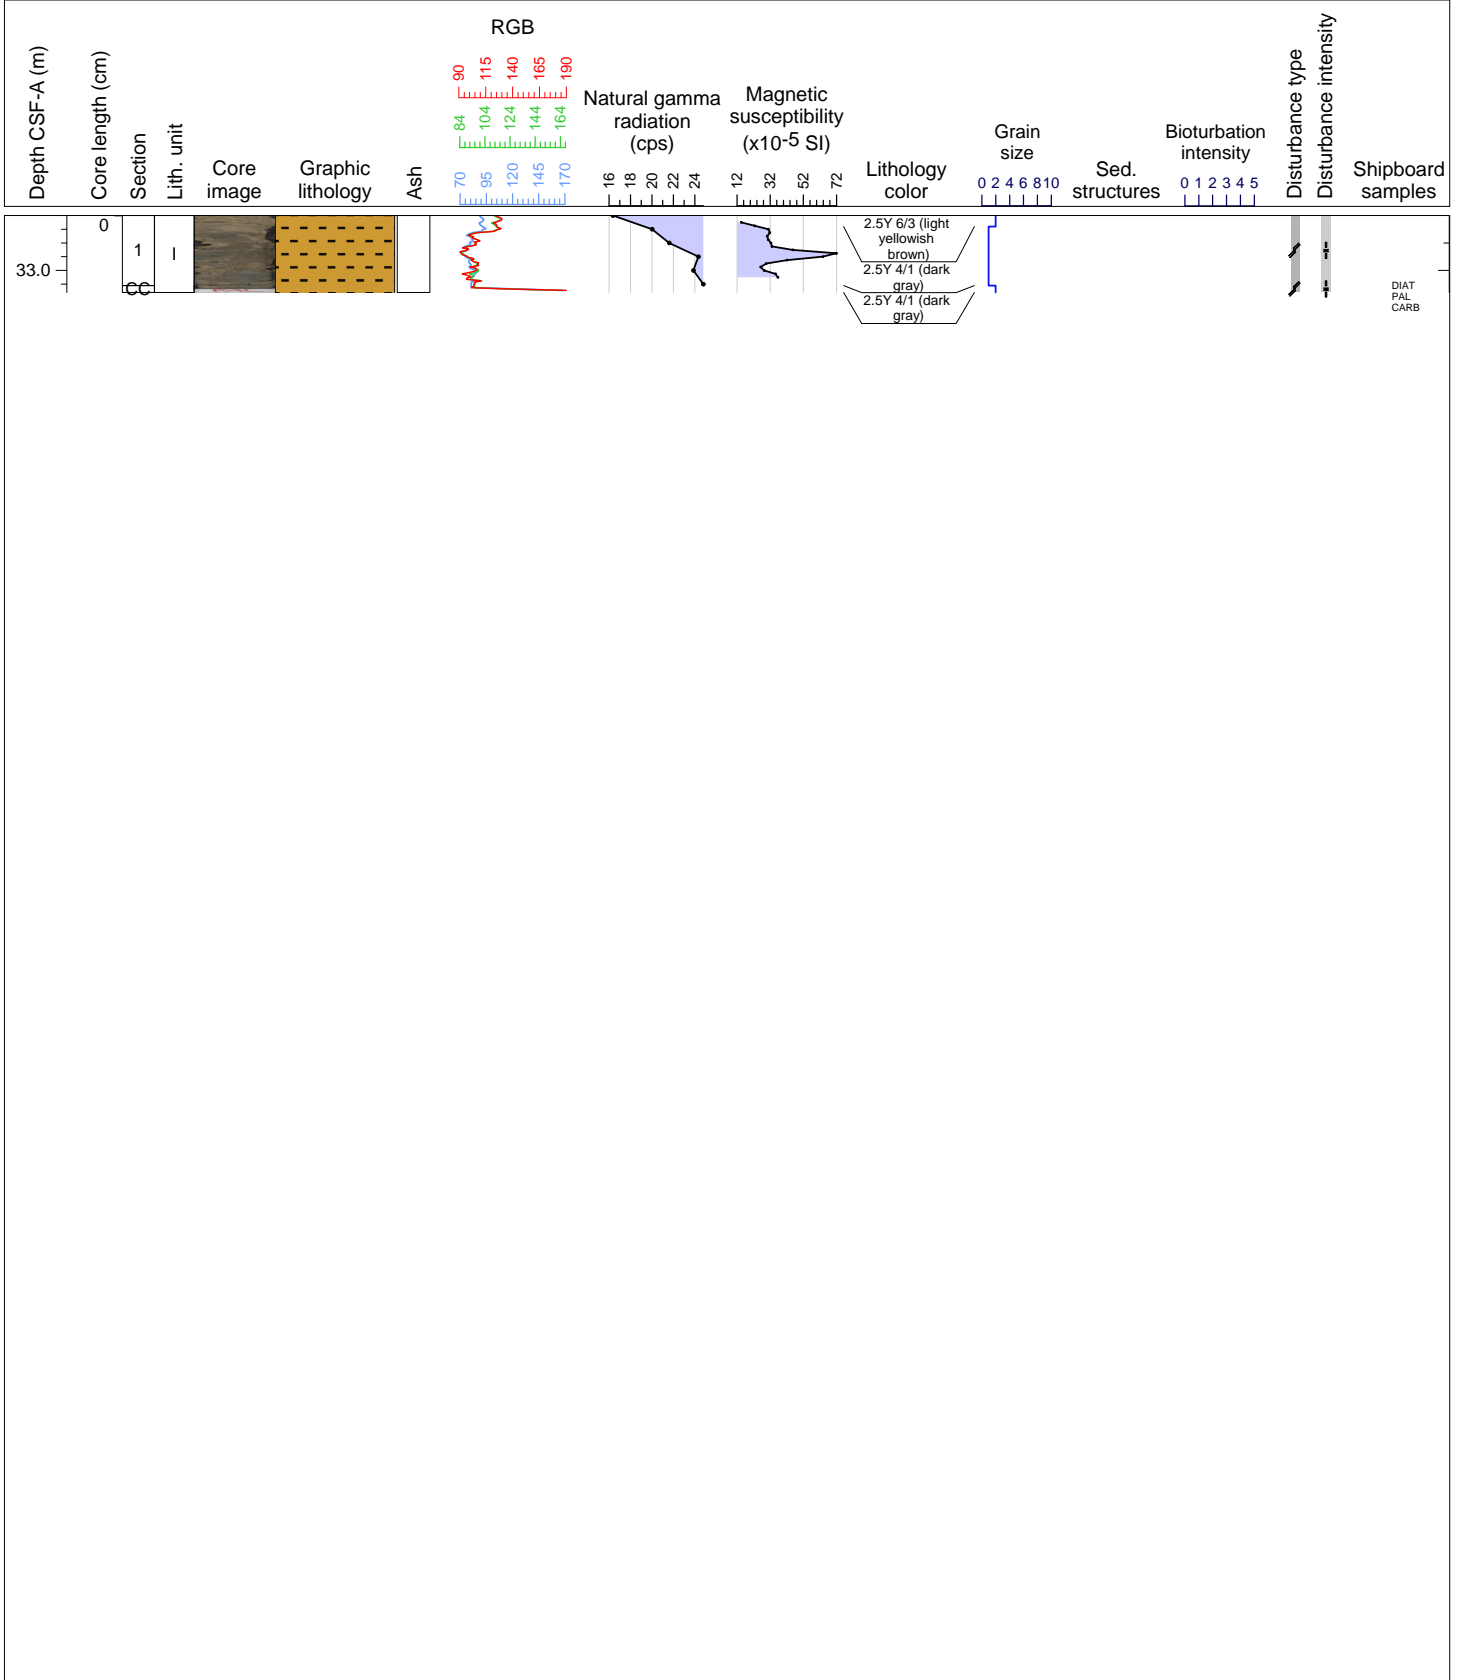 RGB
Depth CSF-A (m)
Core length (cm)
Section
Lith. unit
Core
image
Graphic
lithology
Ash
90 115 140 165 190
84 104 124 144 164
70 95 120 145 170
Natural gamma
radiation
(cps)
16 18 20 22 24
Magnetic
susceptibility
(x10-5 SI)
12 32 52 72
Lithology
color
Grain
size
0 2 4 6 8 10
Sed.
structures
Bioturbation
intensity
0 1 2 3 4 5
Disturbance type
Disturbance intensity
Shipboard
samples
0
33.0
1
CC
I
2.5Y 6/3 (light
yellowish
brown)
2.5Y 4/1 (dark
gray)
2.5Y 4/1 (dark
gray)
DIAT
PAL
CARB